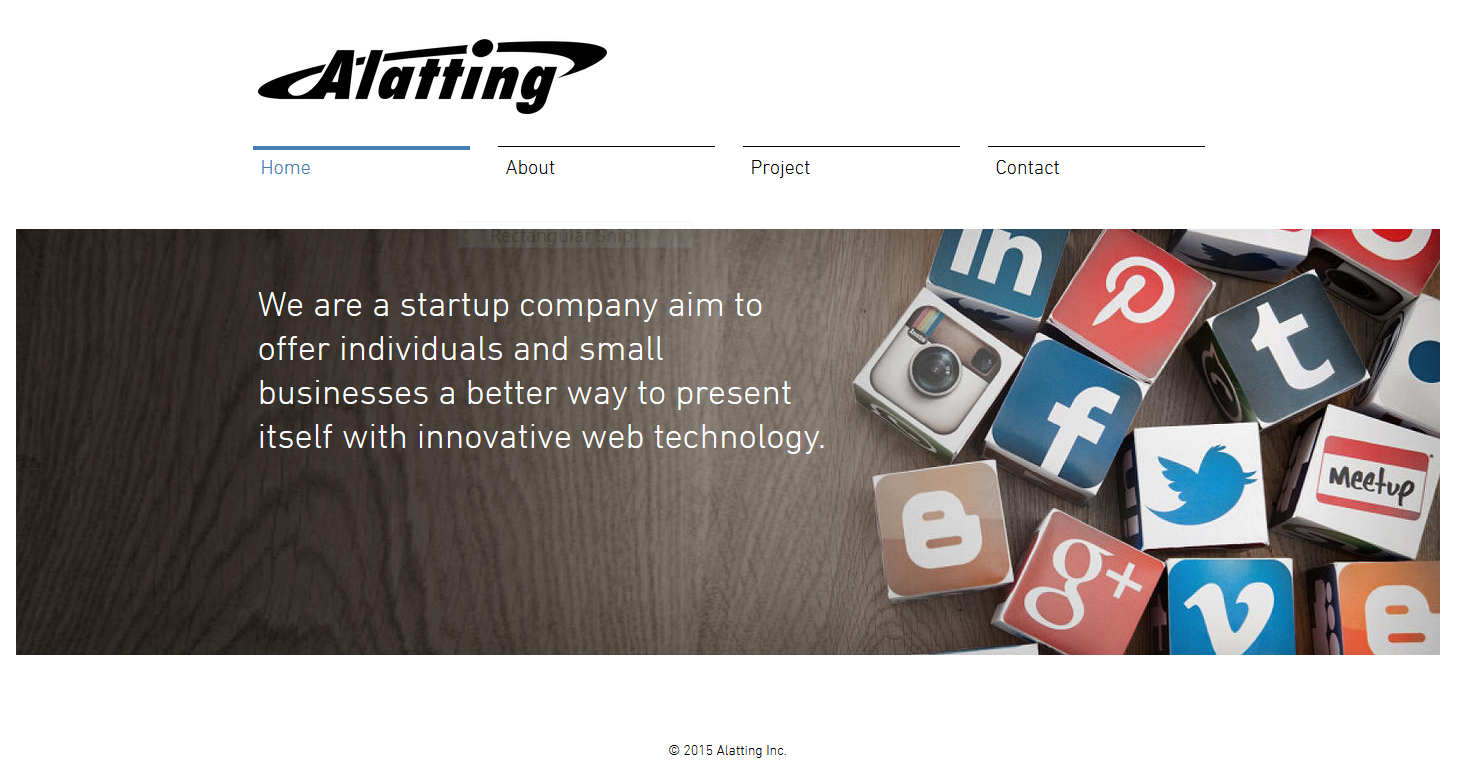 Alatting
Home
About
Project
Contact
Rectangular Snip
We are a startup company aim to
offer individuals and small
businesses a better way to present
itself with innovative web technology.
in
Insta
t
f
Meetup
g+
© 2015 Alatting Inc.